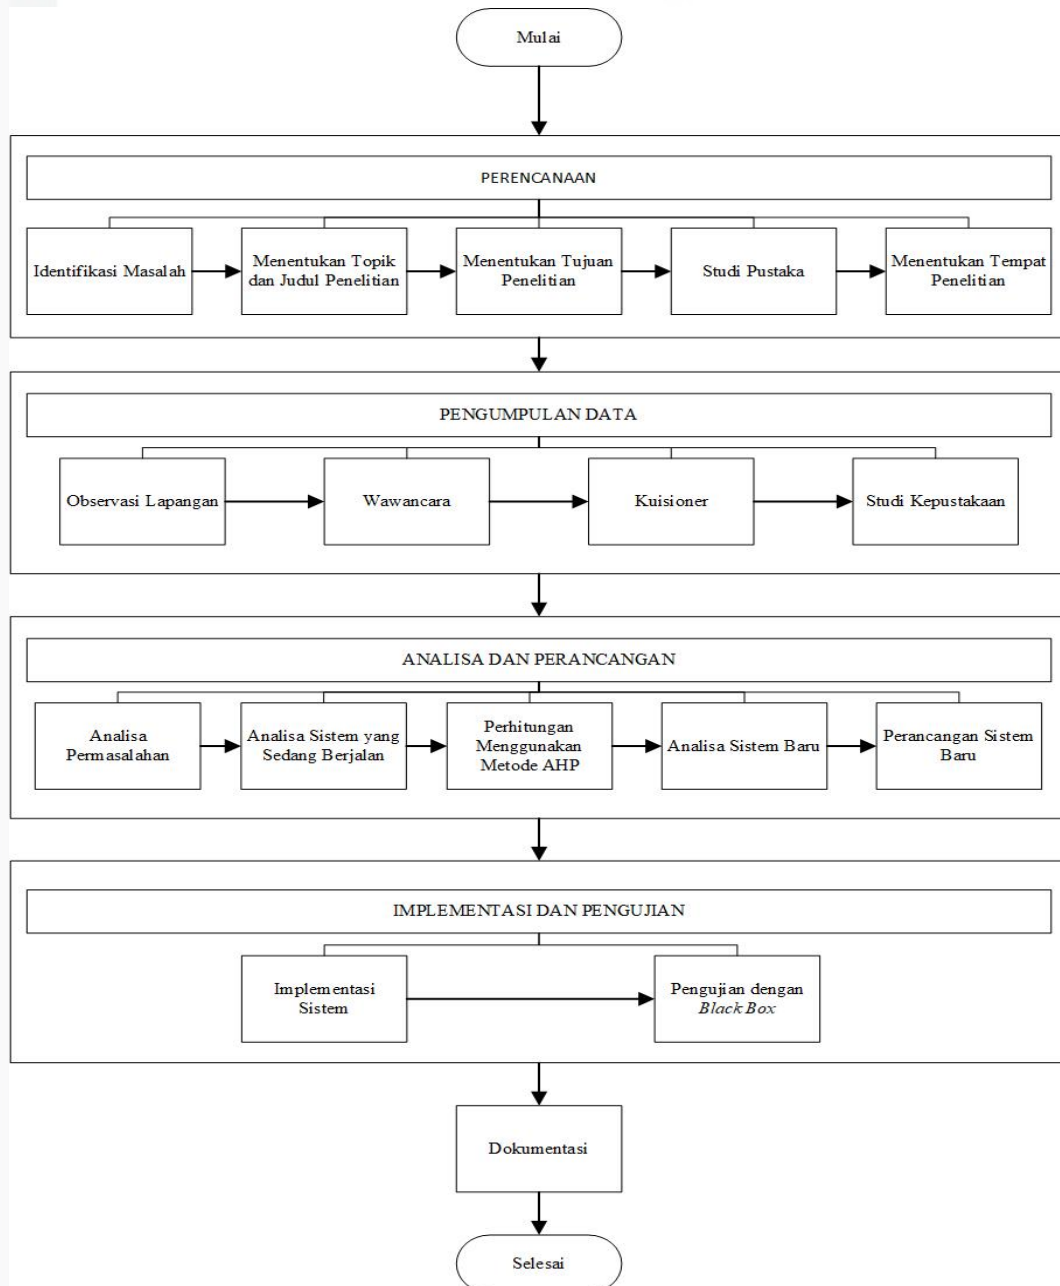 Mulai
PERENCANAAN
Identifikasi Masalah
Menentukan Topik
dan Judul Penelitian
Menentukan Tujuan
Penelitian
Studi Pustaka
Menentukan Tempat
Penelitian
PENGUMPULAN DATA
Observasi Lapangan
Wawancara
Kuisioner
Studi Kepustakaan
ANALISA DAN PERANCANGAN
Analisa
Permasalahan
Analisa Sistem yang
Sedang Berjalan
Perhitungan
Menggunakan
Metode AHP
Analisa Sistem Baru
Perancangan Sistem
Baru
IMPLEMENTASI DAN PENGUJIAN
Implementasi
Sistem
Pengujian dengan
Black Box
Dokumentasi
Selesai